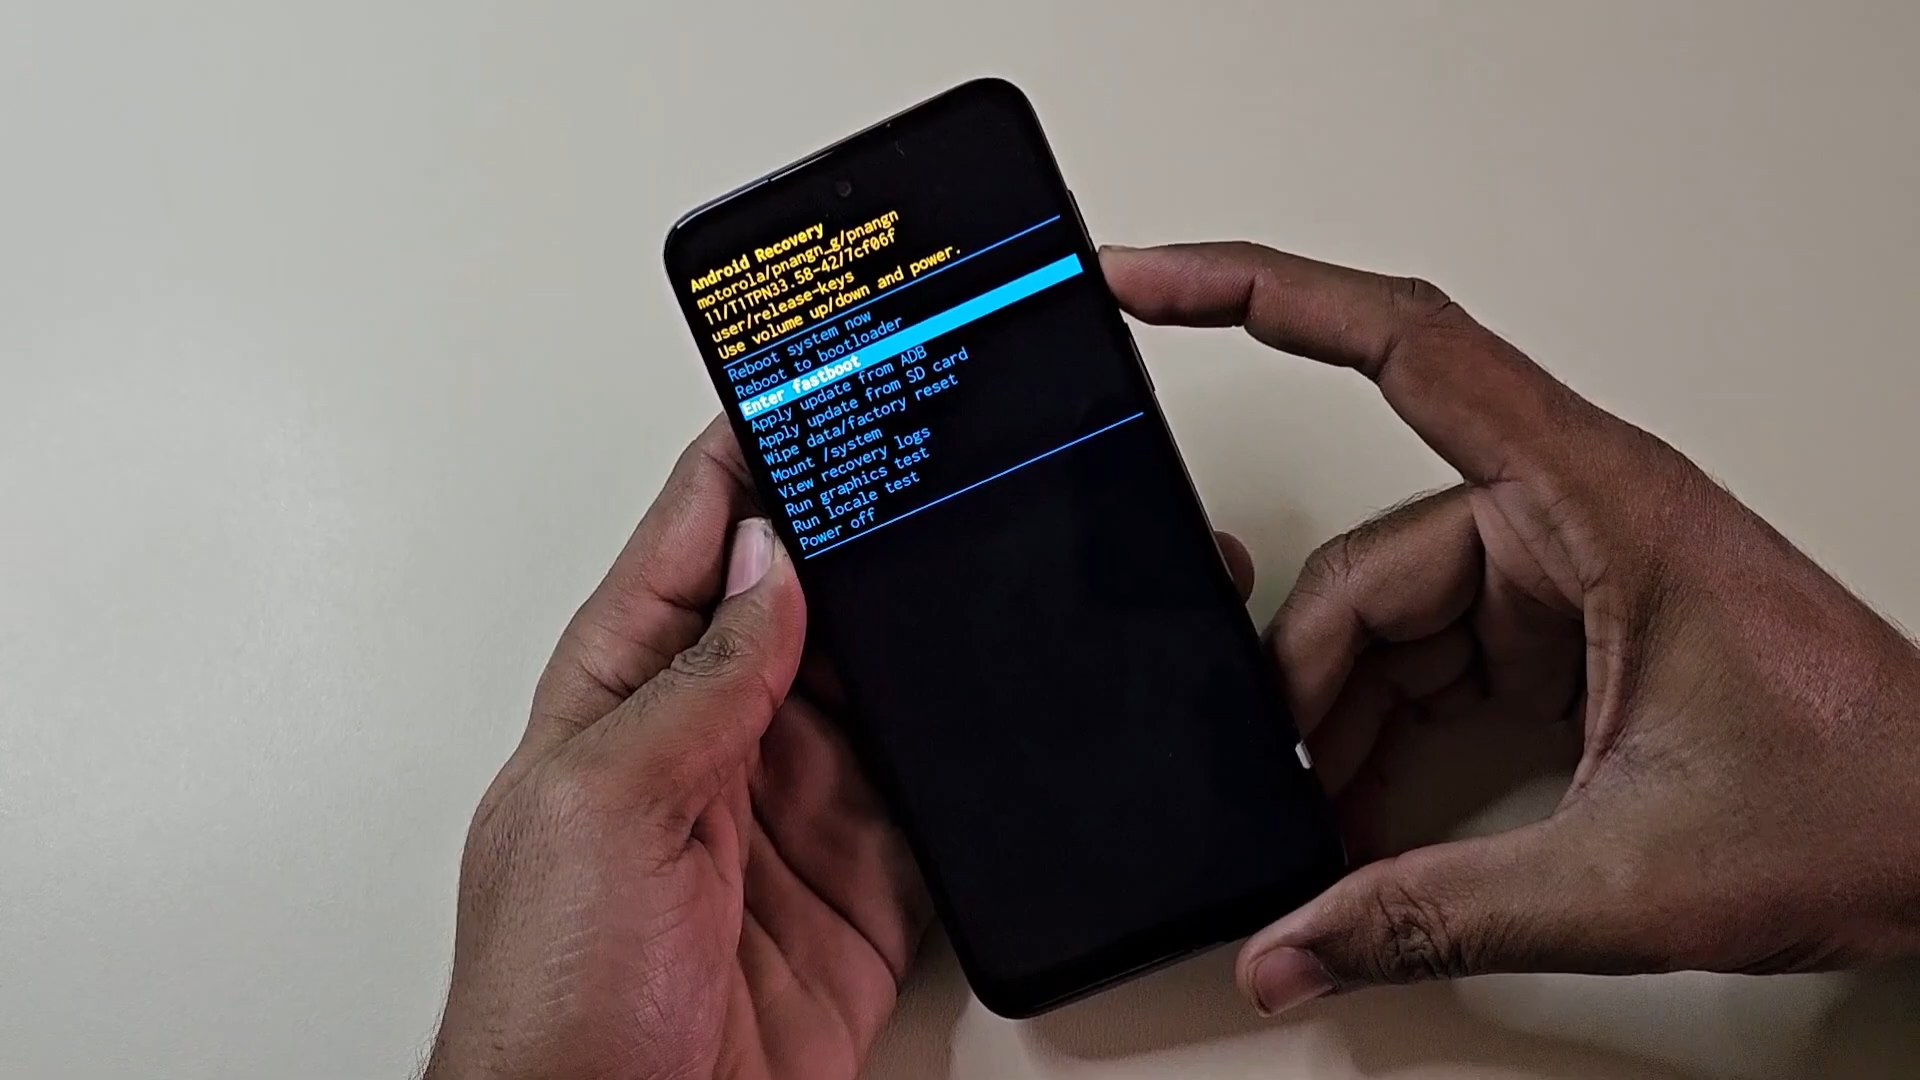 Android Recovery
motorola/pnangn_g/pnangn
11/T1TPN33.58-42/7cf06f
user/release-keys
Use volume up/down and power.
Reboot system now
Reboot to bootloader
Enter fastboot
Apply update from ADB
Apply update from SD card
Wipe data/factory reset
Mount /system
View recovery logs
Run graphics test
Run locale test
Power off